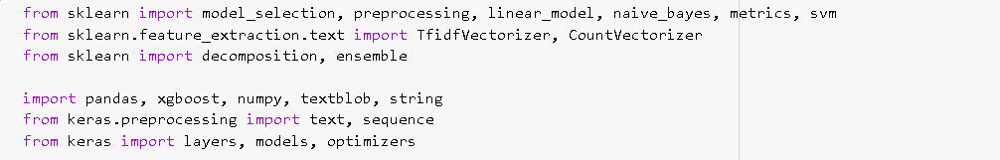 from sklearn import model_selection, preprocessing, linear_model, naive_bayes, metrics, svm
from sklearn.feature_extraction.text import TfidfVectorizer, CountVectorizer
from sklearn import decomposition, ensemble
import pandas, xgboost, numpy, textblob, string
from keras.preprocessing import text, sequence
from keras import layers, models, optimizers